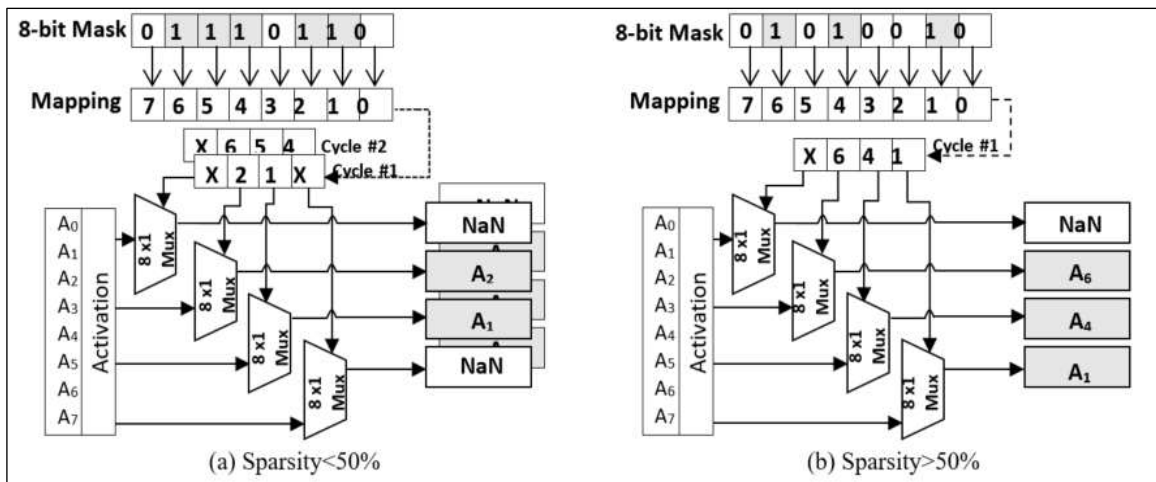 8-bit Mask 0 1 1 1 0 1 1 0
Mapping 7 6 5 4 3 2 1 0
X 6 5 4 Cycle #2
X 2 1 X Cycle #1
A0
A1
A2
A3
A4
A5
A6
A7
Activation
8 x1 Mux
8 x1 Mux
8 x1 Mux
8 x1 Mux
NaN
A2
A1
NaN
(a) Sparsity<50%
8-bit Mask 0 1 0 1 0 0 1 0
Mapping 7 6 5 4 3 2 1 0
X 6 4 1 Cycle #1
A0
A1
A2
A3
A4
A5
A6
A7
Activation
8 x1 Mux
8 x1 Mux
8 x1 Mux
8 x1 Mux
NaN
A6
A4
A1
(b) Sparsity>50%